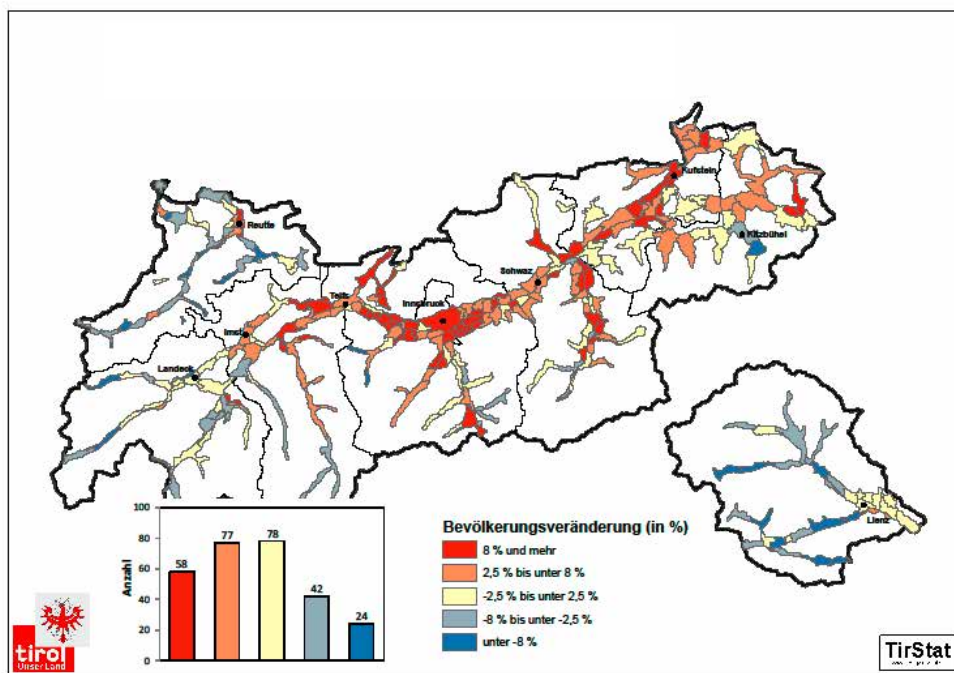 Kufstein
Reutte
Kitzbühel
Schwaz
Telfs
Innsbruck
Imst
Landeck
Lienz
100
80
60
40
20
0
Anzahl
58
77
78
42
24
Bevölkerungsveränderung (in %)
8 % und mehr
2,5 % bis unter 8 %
-2,5 % bis unter 2,5 %
-8 % bis unter -2,5 %
unter -8 %
tirol
Unser Land
TirStat